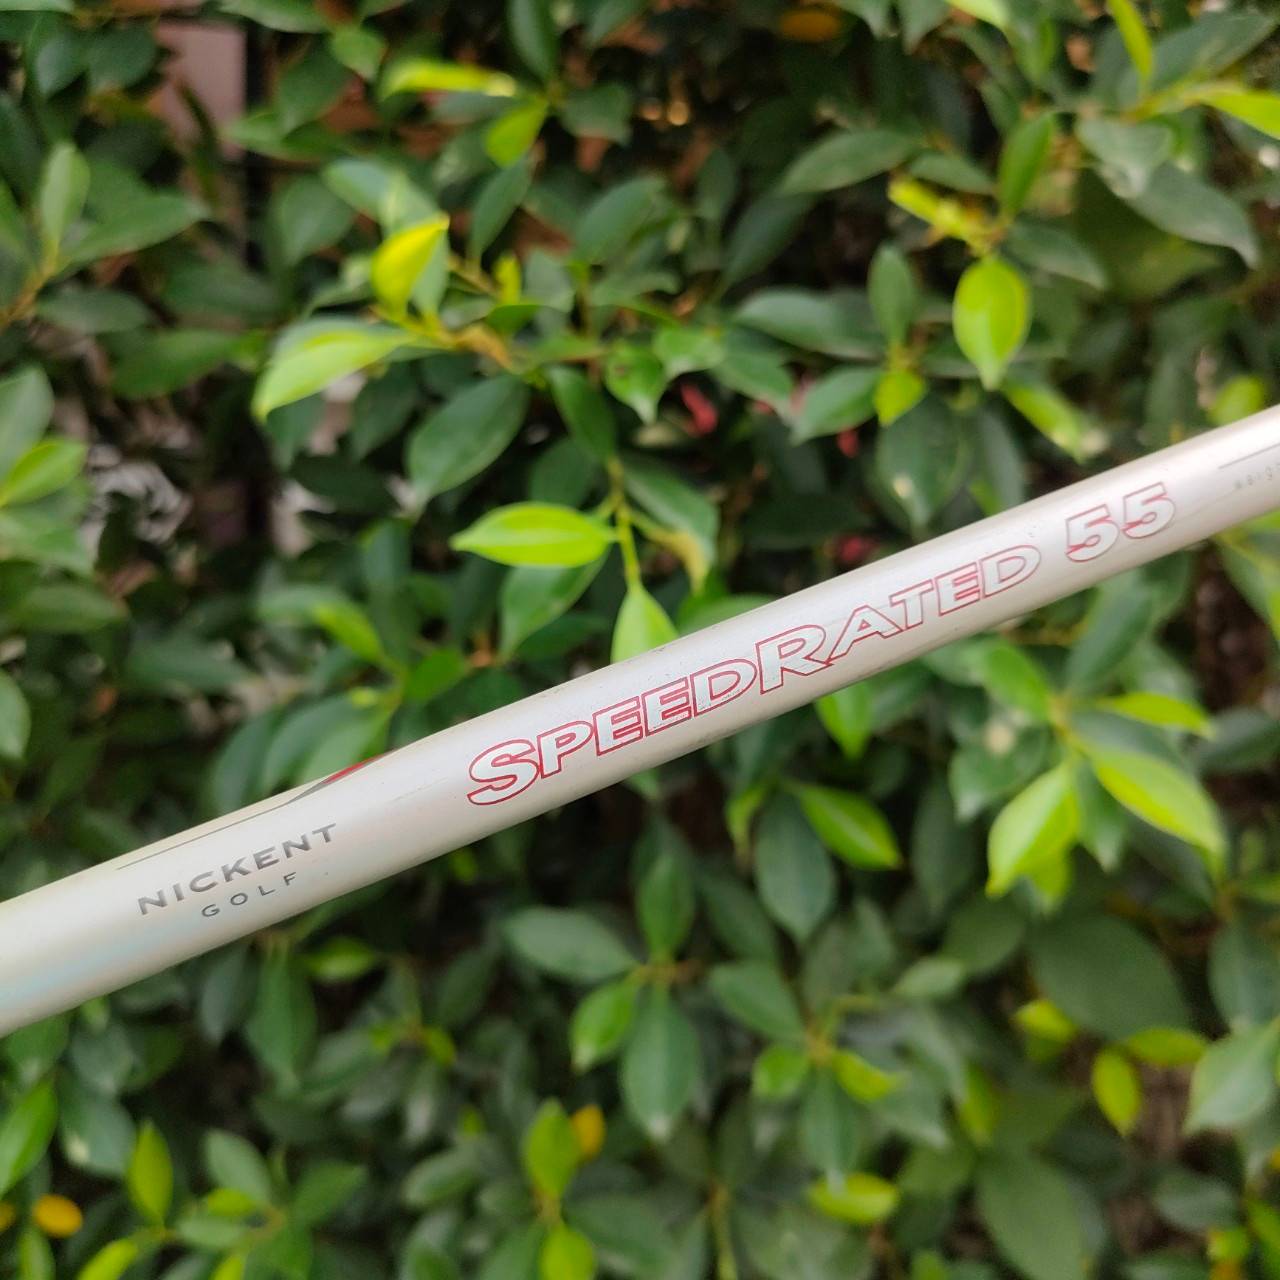 NICKENT
GOLF
SPEEDRATED 55